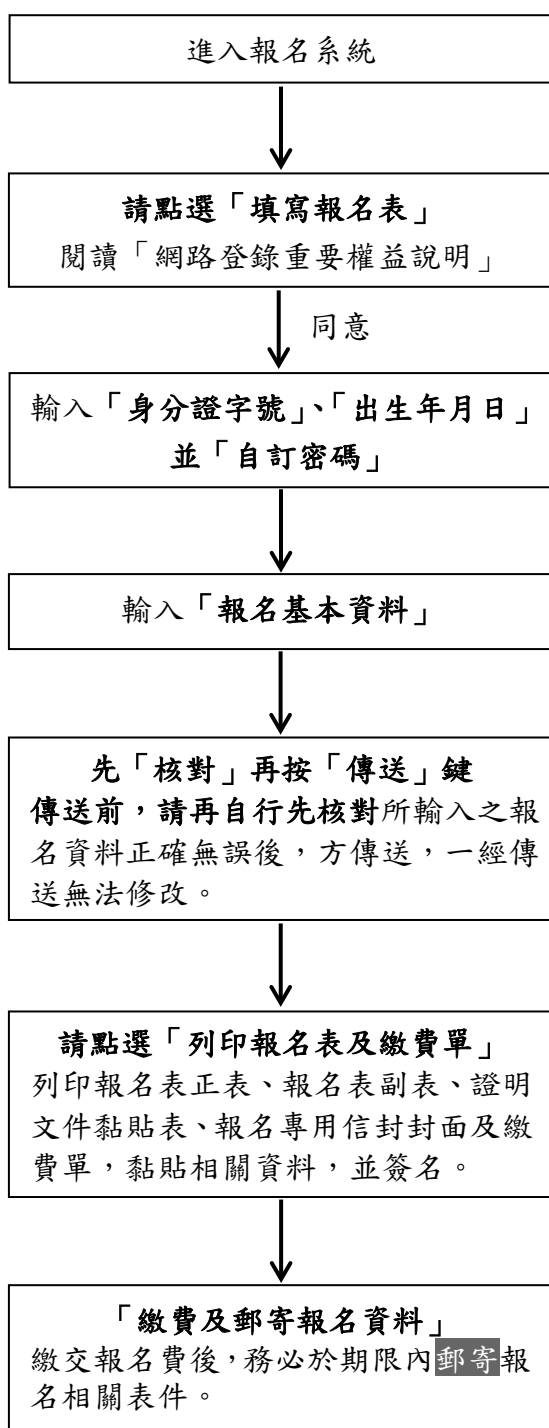 進入報名系統
請點選「填寫報名表」
閱讀「網路登錄重要權益說明」
同意
輸入「身分證字號」、「出生年月日」
並「自訂密碼」
輸入「報名基本資料」
先「核對」再按「傳送」鍵
傳送前，請再自行先核對所輸入之報
名資料正確無誤後，方傳送，一經傳
送無法修改。
請點選「列印報名表及繳費單」
列印報名表正表、報名表副表、證明
文件黏貼表、報名專用信封封面及繳
費單，黏貼相關資料，並簽名。
「繳費及郵寄報名資料」
繳交報名費後，務必於期限內郵寄報
名相關表件。